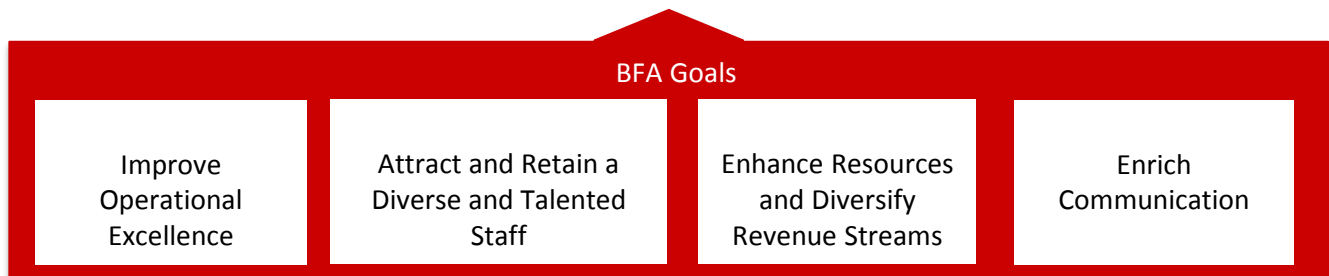 BFA Goals
Improve
Operational
Excellence
Attract and Retain a
Diverse and Talented
Staff
Enhance Resources
and Diversify
Revenue Streams
Enrich
Communication